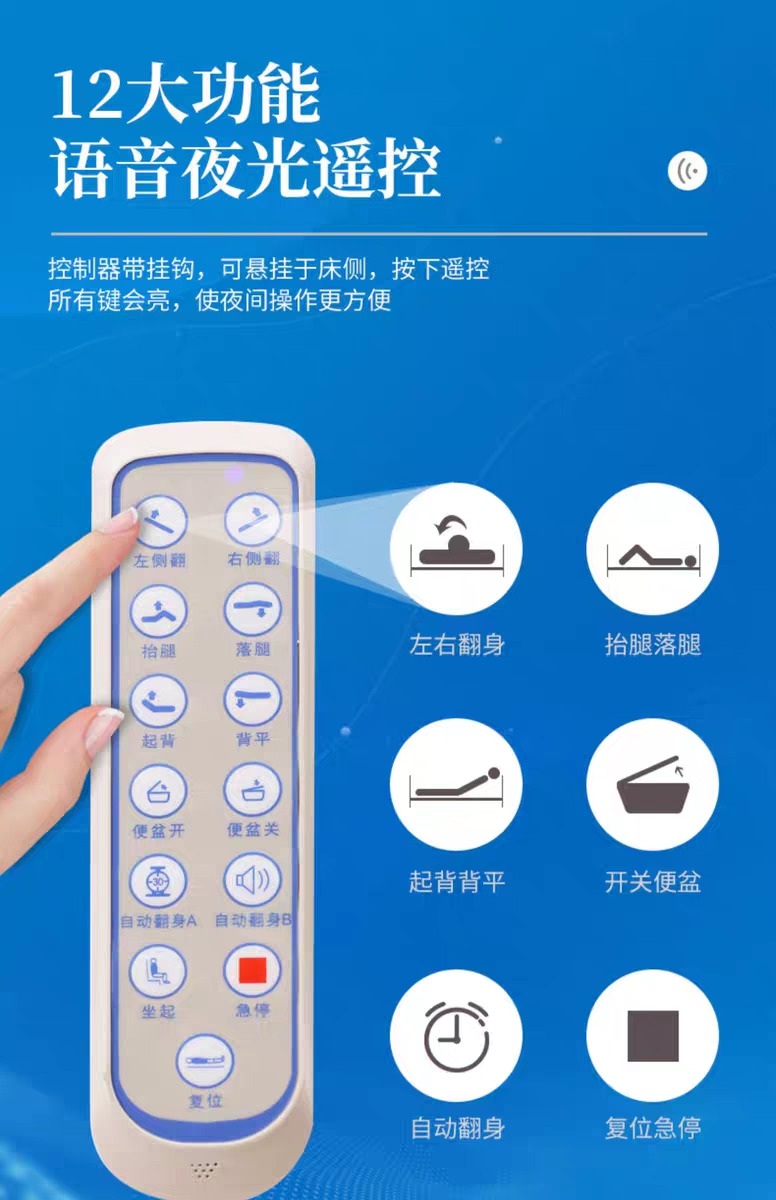 12大功能
语音夜光遥控
控制器带挂钩，可悬挂于床侧，按下遥控
所有键会亮，使夜间操作更方便
左侧翻
右侧翻
抬腿
落腿
起背
背平
便盆开
便盆关
30
自动翻身A
自动翻身B
坐起
急停
复位
左右翻身
抬腿落腿
起背背平
开关便盆
自动翻身
复位急停